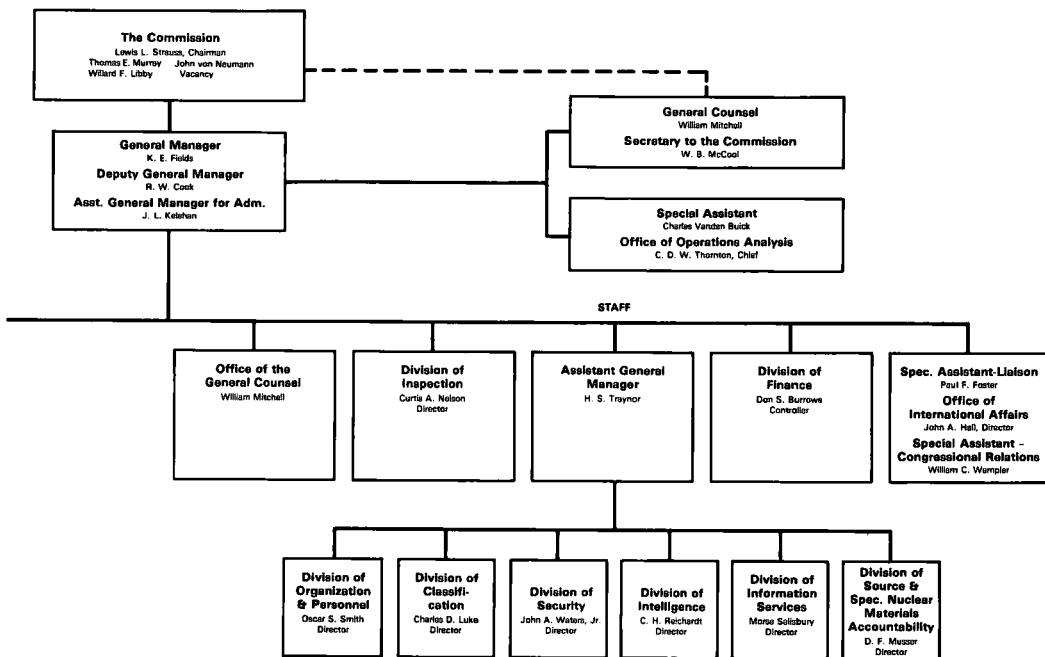 The Commission
Lewis L. Strauss, Chairman
Thomas E. Murray John von Neumann
Willard F. Libby Vacancy
General Manager
K. E. Fields
Deputy General Manager
R. W. Cook
Asst. General Manager for Adm.
J. L. Kelehan
General Counsel
William Mitchell
Secretary to the Commission
W. B. McCool
Special Assistant
Charles Vanden Bulck
Office of Operations Analysis
C. D. W. Thornton, Chief
STAFF
Office of the
General Counsel
William Mitchell
Division of
Inspection
Curtis A. Nelson
Director
Assistant General
Manager
H. S. Traynor
Division of
Finance
Don S. Burrows
Controller
Spec. Assistant-Liaison
Paul F. Foster
Office of
International Affairs
John A. Hall, Director
Special Assistant -
Congressional Relations
William C. Wampler
Division of
Organization
& Personnel
Oscar S. Smith
Director
Division of
Classifi-
cation
Charles D. Luke
Director
Division of
Security
John A. Waters, Jr.
Director
Division of
Intelligence
C. H. Reichardt
Director
Division of
Information
Services
Morse Salisbury
Director
Division of
Source &
Spec. Nuclear
Materials
Accountability
D. F. Musser
Director